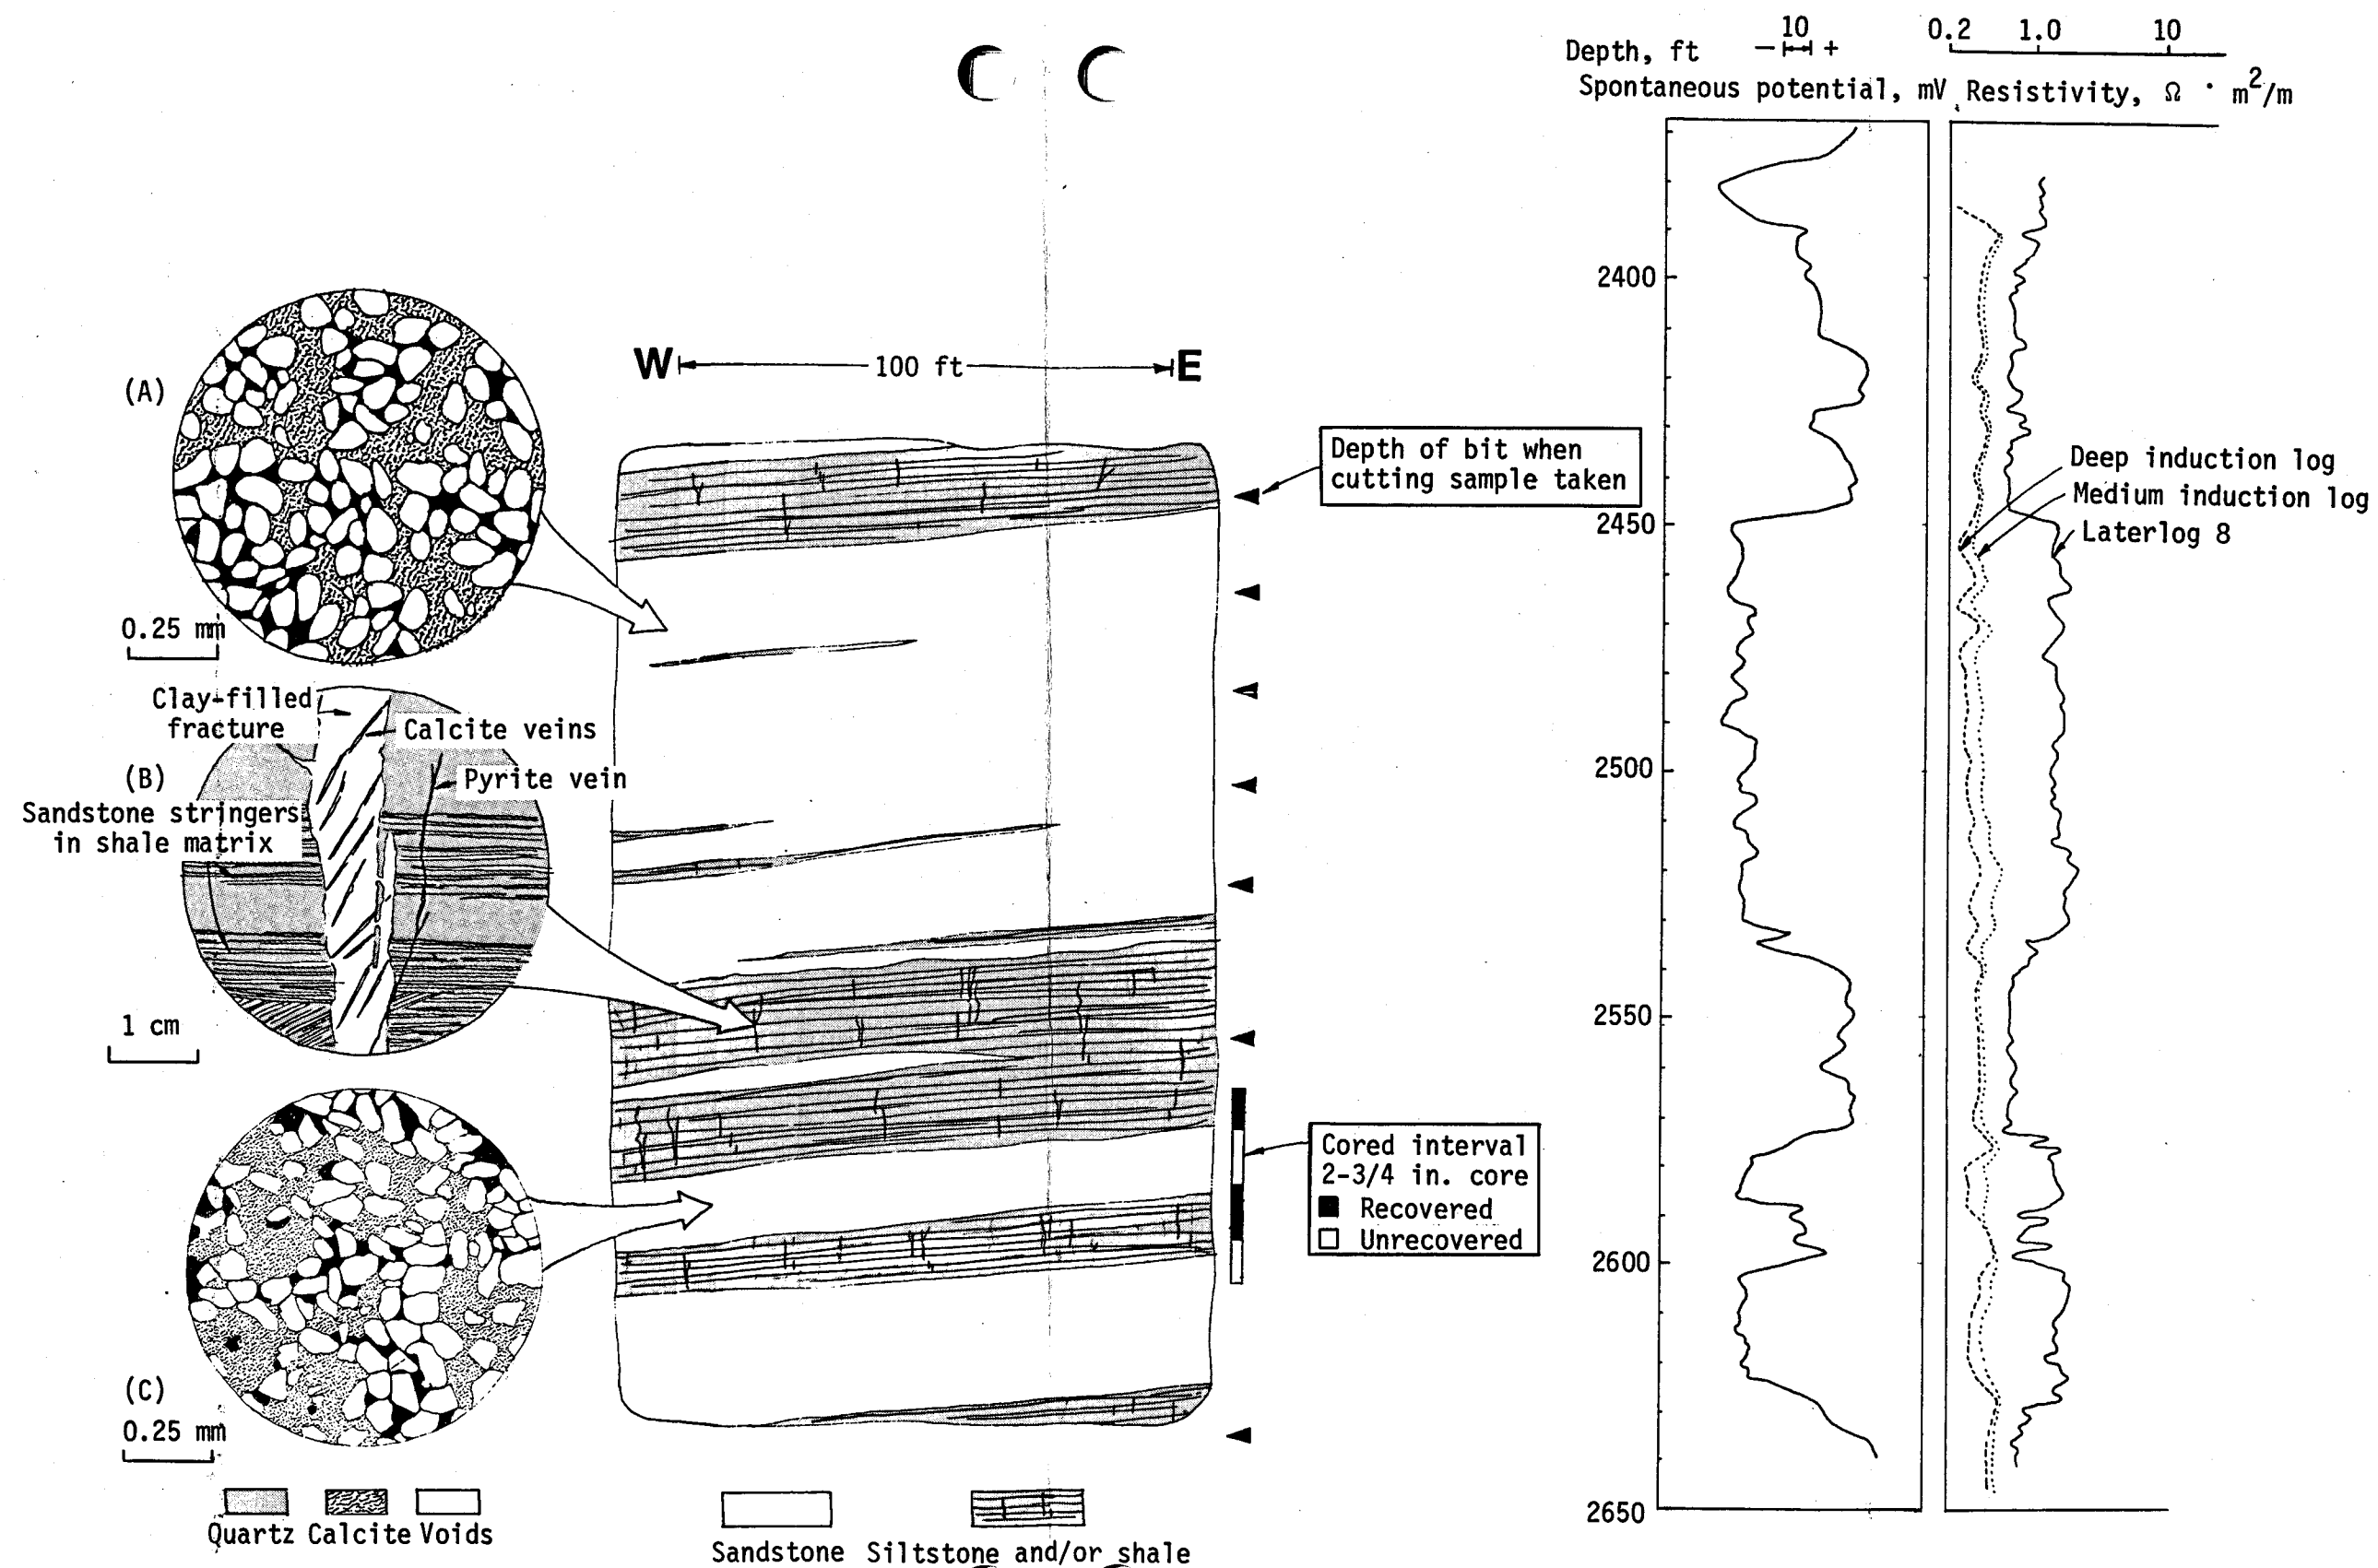 (A)
0.25 mm
Clay-filled
fracture
Calcite veins
(B)
Pyrite vein
Sandstone stringers
in shale matrix
1 cm
(C)
0.25 mm
Quartz Calcite Voids
W 100 ft E
Depth of bit when
cutting sample taken
Cored interval
2-3/4 in. core
Recovered
Unrecovered
Sandstone Siltstone and/or shale
Depth, ft
10
- +
Spontaneous potential, mV
0.2 1.0 10
Resistivity, Ω · m²/m
2400
2450
2500
2550
2600
2650
Deep induction log
Medium induction log
Laterlog 8